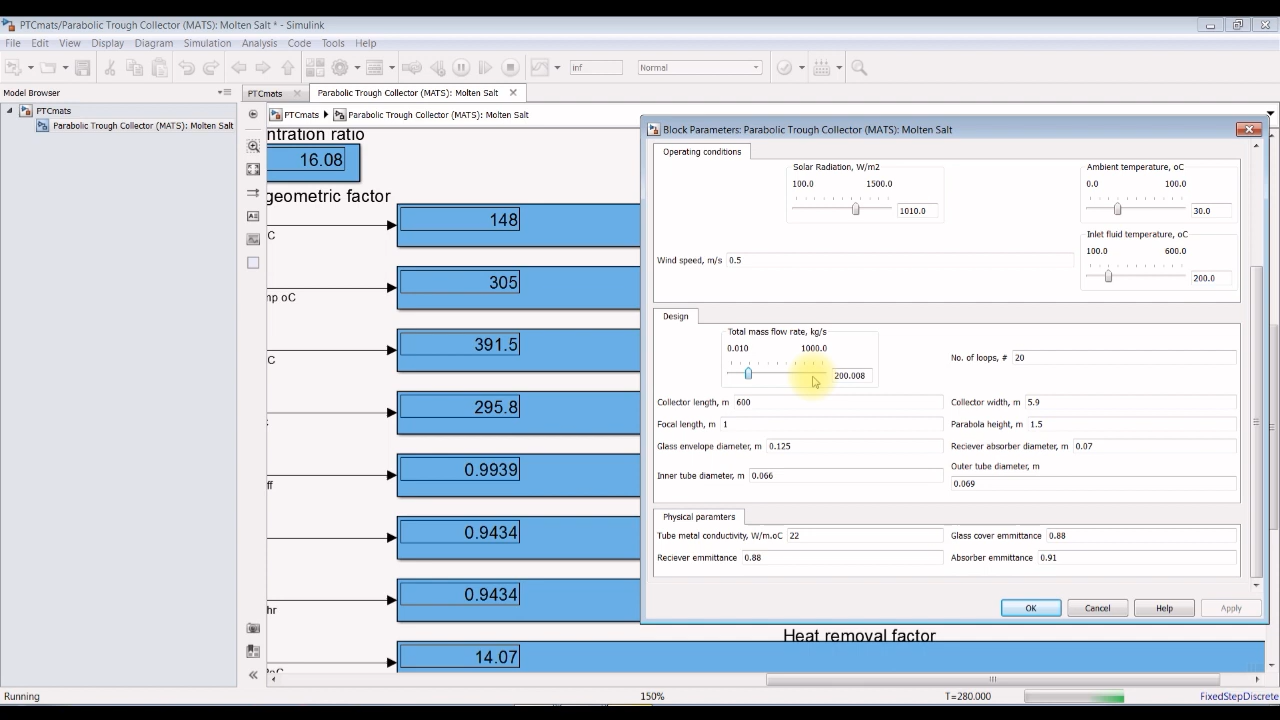 PTCmats/Parabolic Trough Collector (MATS): Molten Salt * - Simulink
File Edit View Display Diagram Simulation Analysis Code Tools Help
inf Normal
Model Browser
PTCmats
Parabolic Trough Collector (MATS): Molten Salt
PTCmats Parabolic Trough Collector (MATS): Molten Salt
PTCmats Parabolic Trough Collector (MATS): Molten Salt
ntration ratio
16.08
geometric factor
148
C
305
mp oC
391.5
C
295.8
0.9939
ff
0.9434
0.9434
hr
Heat removal factor
14.07
Block Parameters: Parabolic Trough Collector (MATS): Molten Salt
Operating conditions
Solar Radiation, W/m2
100.0 1500.0
1010.0
Ambient temperature, oC
0.0 100.0
30.0
Wind speed, m/s 0.5
Inlet fluid temperature, oC
100.0 600.0
200.0
Design
Total mass flow rate, kg/s
0.010 1000.0
200.008
No. of loops, # 20
Collector length, m 600 Collector width, m 5.9
Focal length, m 1 Parabola height, m 1.5
Glass envelope diameter, m 0.125 Reciever absorber diameter, m 0.07
Inner tube diameter, m 0.066
Outer tube diameter, m
0.069
Physical paramters
Tube metal conductivity, W/m.oC 22 Glass cover emmittance 0.88
Reciever emmittance 0.88 Absorber emmittance 0.91
OK Cancel Help Apply
Running 150% T=280.000 FixedStepDiscrete